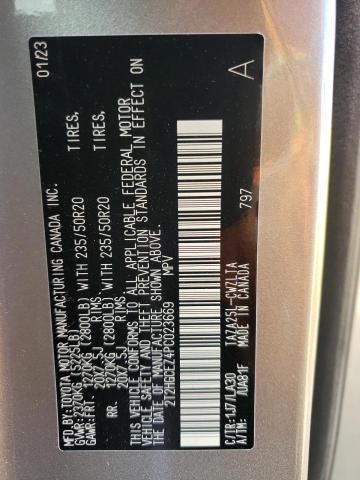 MFD.BY:TOYOTA MOTOR MANUFACTURING CANADA INC. 01/23
GVWR:2370KG (5225LB)
GAWR:FRT. 1270KG (2800LB) WITH 235/50R20 TIRES,
20X7.5J RIMS
RR. 1270KG (2800LB) WITH 235/50R20 TIRES,
20X7.5J RIMS
THIS VEHICLE CONFORMS TO ALL APPLICABLE FEDERAL MOTOR
VEHICLE SAFETY AND THEFT PREVENTION STANDARDS IN EFFECT ON
THE DATE OF MANUFACTURE SHOWN ABOVE.
2T2HGCEZ4PC023669 MPV
A
C/TR:1J7/LA30 TAZA25L-CWZLTA 797
A/TM: /UA81F MADE IN CANADA